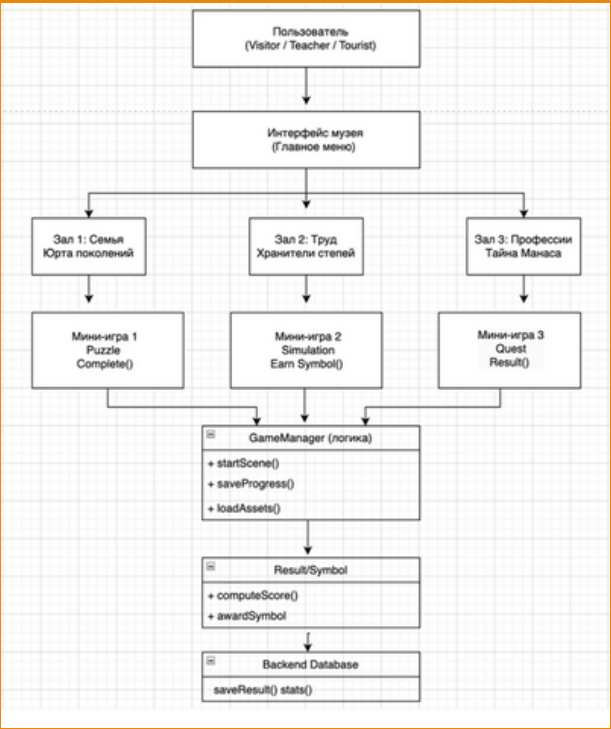 Пользователь
(Visitor / Teacher / Tourist)
Интерфейс музея
(Главное меню)
Зал 1: Семья
Юрта поколений
Зал 2: Труд
Хранители степей
Зал 3: Профессии
Тайна Манаса
Мини-игра 1
Puzzle
Complete()
Мини-игра 2
Simulation
Earn Symbol()
Мини-игра 3
Quest
Result()
GameManager (логика)
+ startScene()
+ saveProgress()
+ loadAssets()
Result/Symbol
+ computeScore()
+ awardSymbol
Backend Database
saveResult() stats()